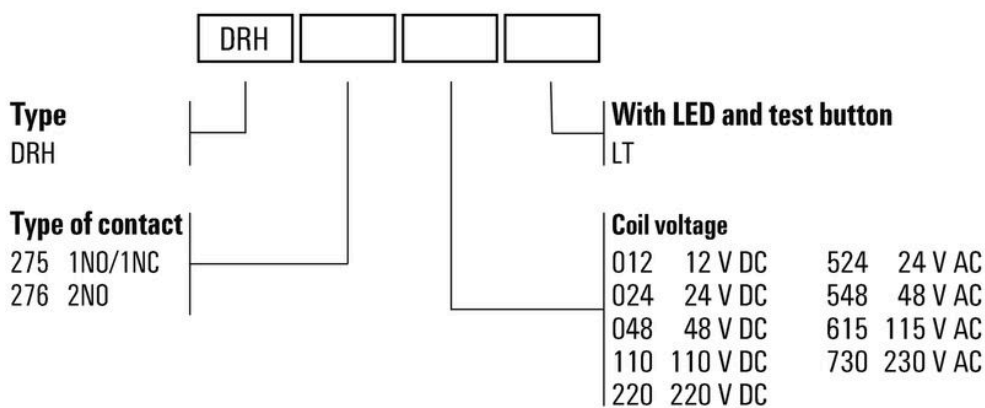 DRH
Type
DRH
With LED and test button
LT
Type of contact
275 1NO/1NC
276 2NO
Coil voltage
012 12 V DC 524 24 V AC
024 24 V DC 548 48 V AC
048 48 V DC 615 115 V AC
110 110 V DC 730 230 V AC
220 220 V DC